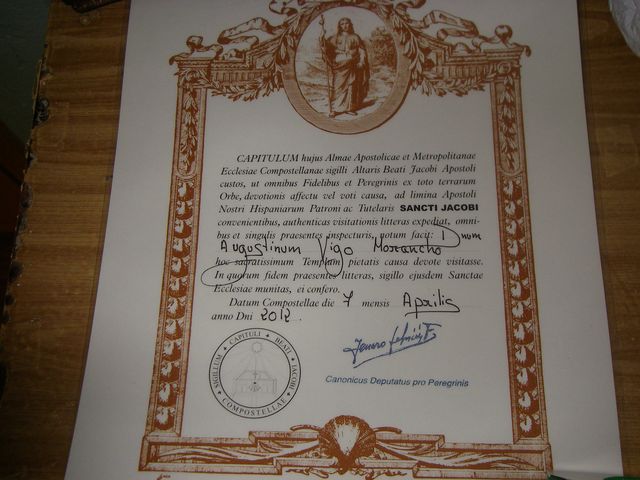 CAPITULUM hujus Almae Apostolicae et Metropolitanae
Ecclesiae Compostellanae sigilli Altaris Beati Jacobi Apostoli
custos, ut omnibus Fidelibus et Peregrinis ex toto terrarum
Orbe, devotionis affectu vel voti causa, ad limina Apostoli
Nostri Hispaniarum Patroni ac Tutelaris SANCTI JACOBI
convenientibus, authenticas visitationis litteras expediat, omni-
bus et singulis praesentes inspecturis, notum facit: Dnum
Augustinum Vigo Morancho
hoc sacratissimum Templum pietatis causa devote visitasse.
In quorum fidem praesentes litteras, sigillo ejusdem Sanctae
Ecclesiae munitas, ei confero.
Datum Compostellae die 7 mensis Aprilis
anno Dni 2012
SIGILLUM CAPITULI BEATI JACOBI COMPOSTELLAE
Canonicus Deputatus pro Peregrinis